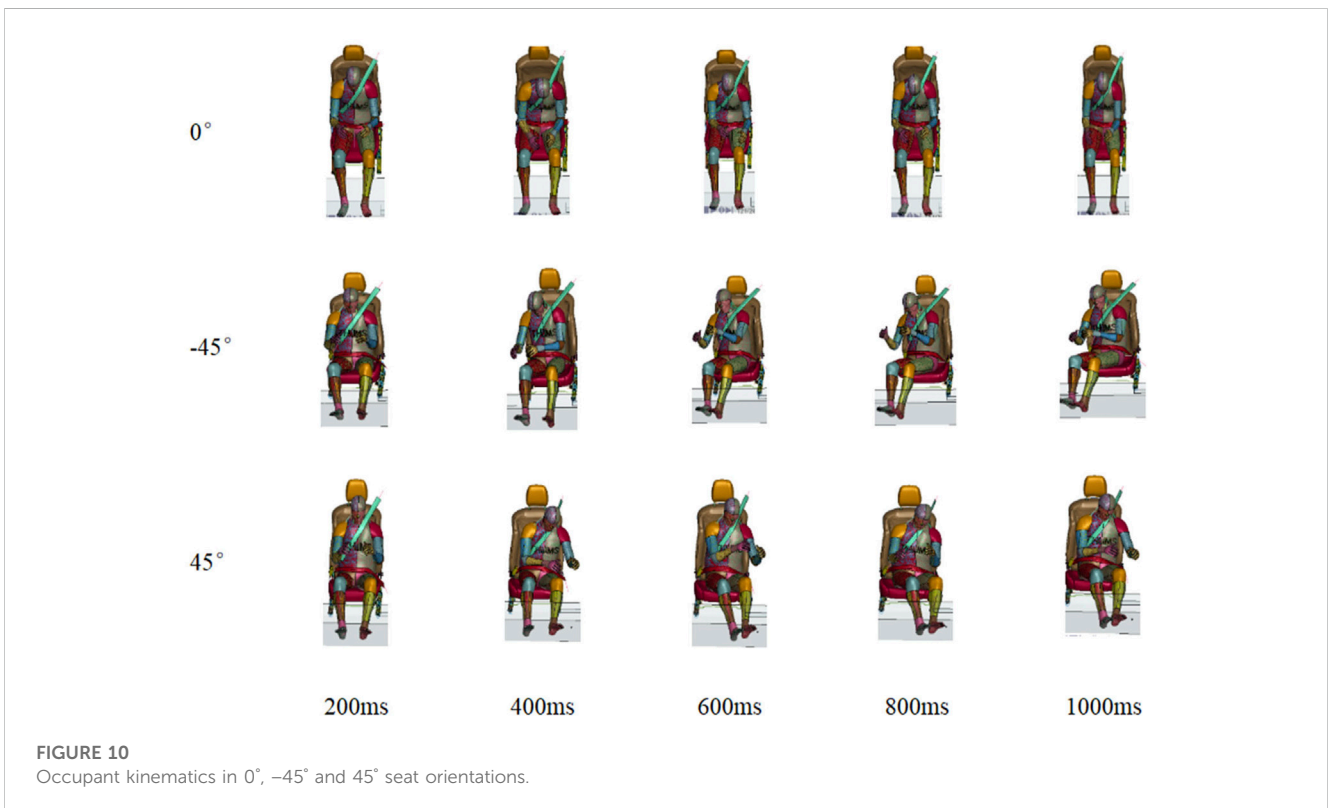 0°
-45°
45°
200ms 400ms 600ms 800ms 1000ms
FIGURE 10
Occupant kinematics in 0°, −45° and 45° seat orientations.